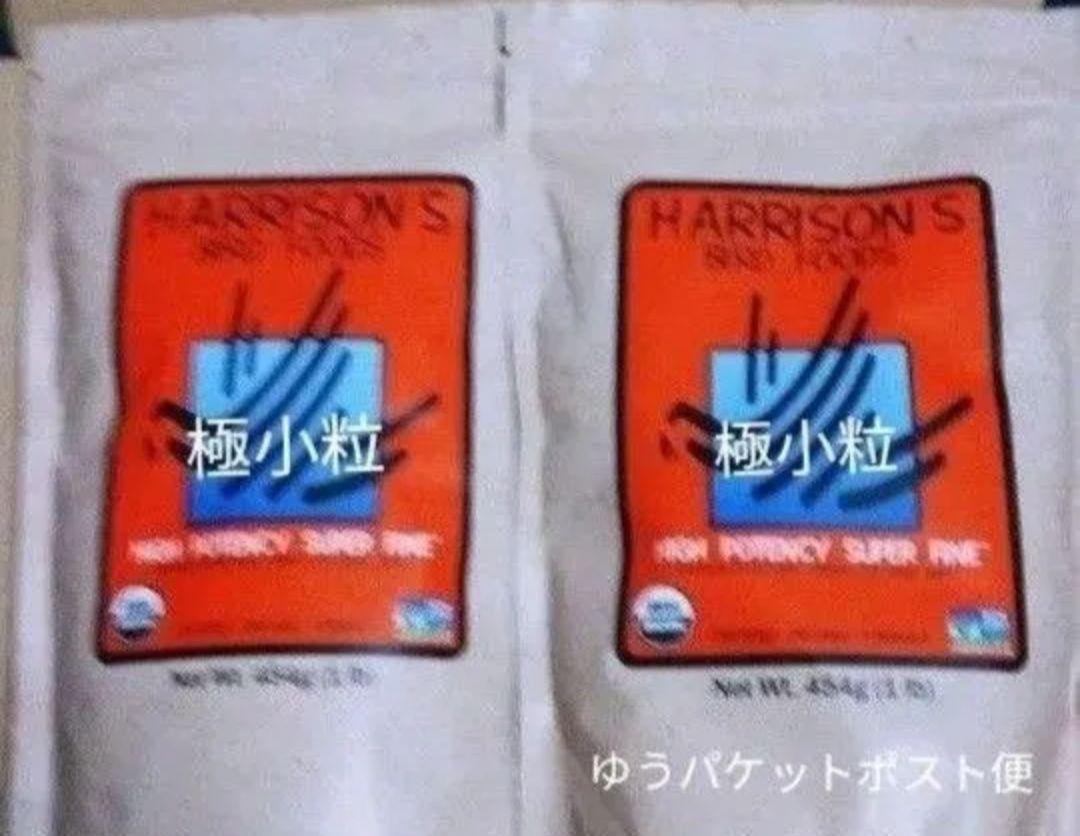 HARRISON'S
BIRD FOODS
極小粒
HIGH POTENCY SUPER FINE
Net Wt. 454g (1 lb)
HARRISON'S
BIRD FOODS
極小粒
HIGH POTENCY SUPER FINE
Net Wt. 454g (1 lb)
ゆうパケットポスト便